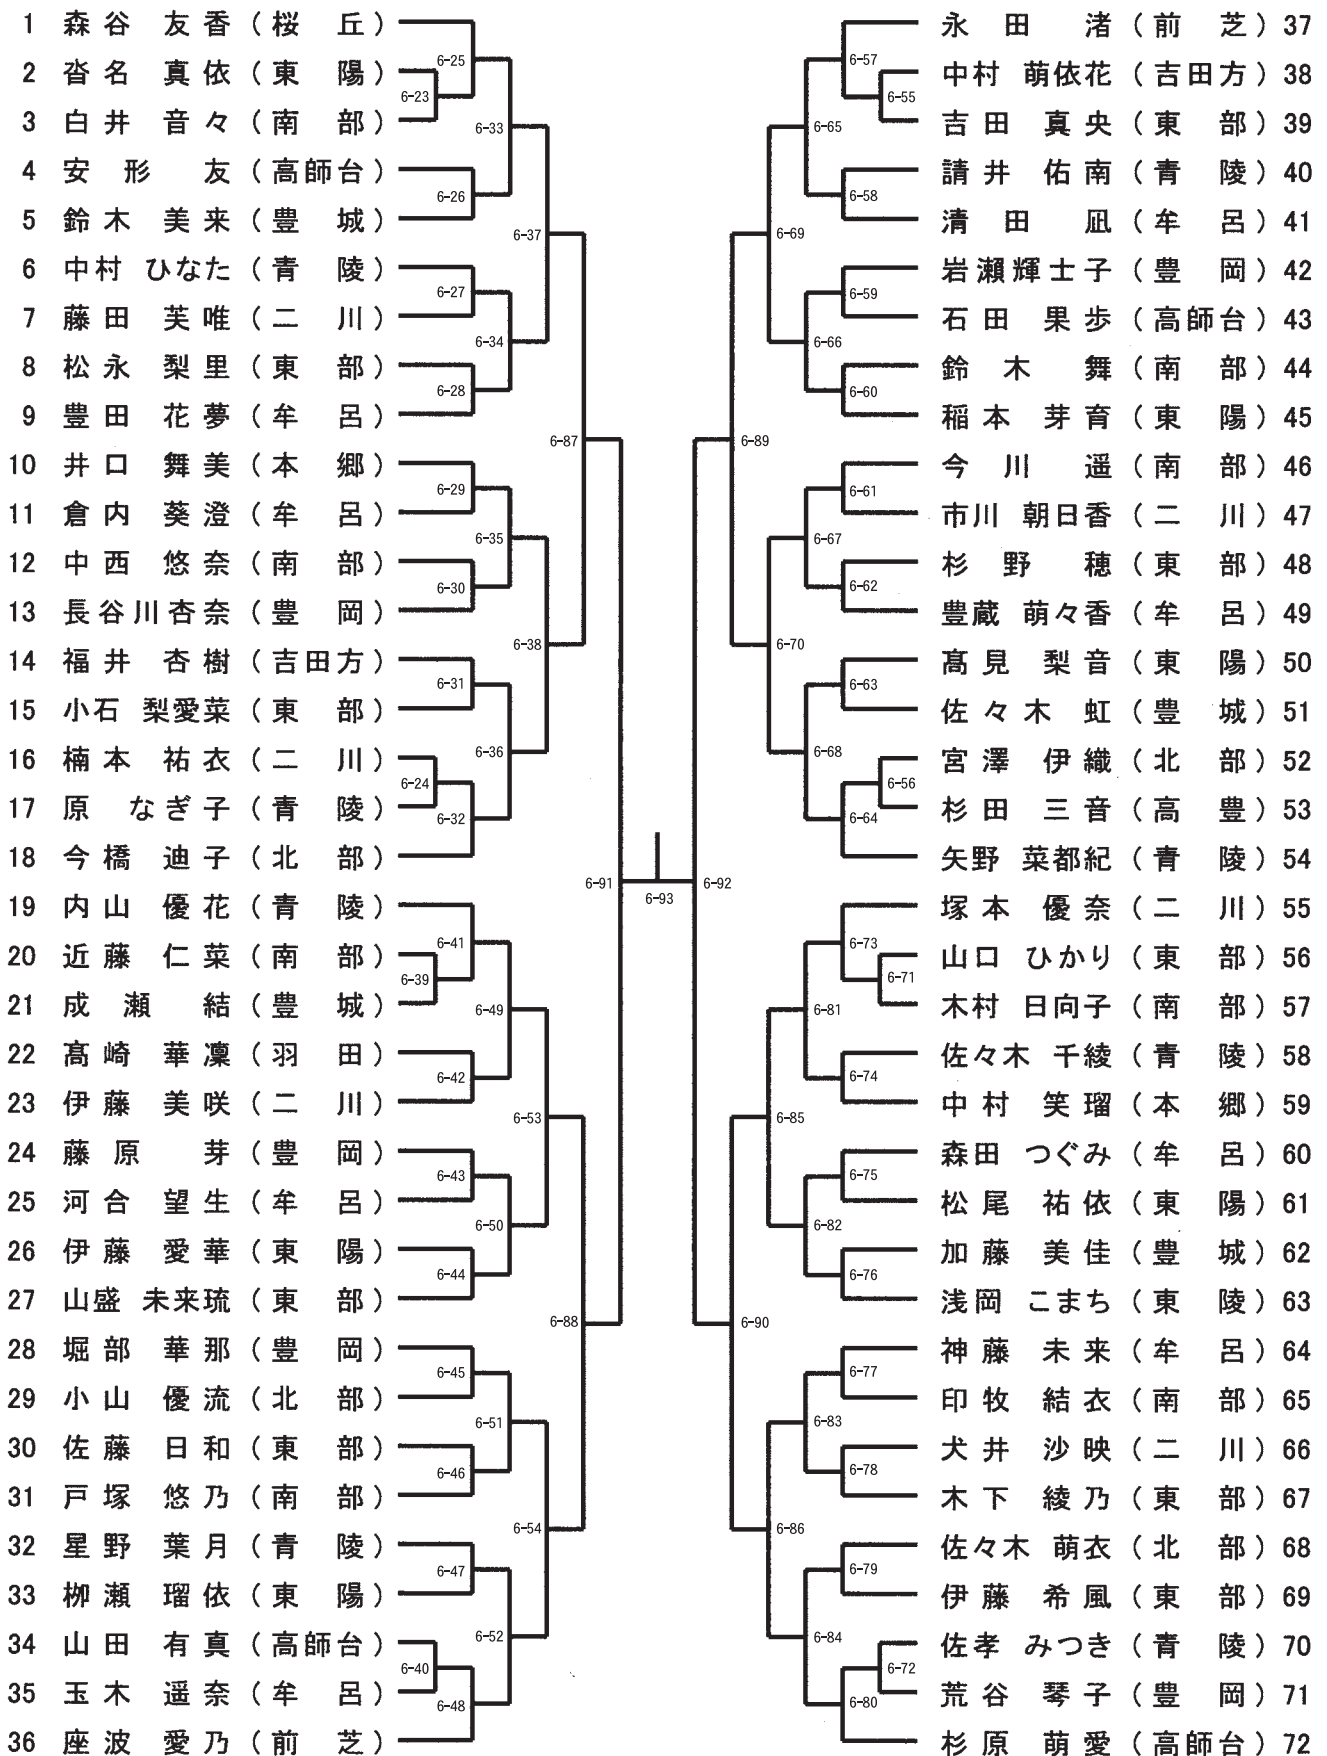 1 森谷 友香（桜 丘）
2 沓名 真依（東 陽）
3 白井 音々（南 部）
4 安形 友（高師台）
5 鈴木 美来（豊 城）
6 中村 ひなた（青 陵）
7 藤田 芙唯（二 川）
8 松永 梨里（東 部）
9 豊田 花夢（牟 呂）
10 井口 舞美（本 郷）
11 倉内 葵澄（牟 呂）
12 中西 悠奈（南 部）
13 長谷川杏奈（豊 岡）
14 福井 杏樹（吉田方）
15 小石 梨愛菜（東 部）
16 楠本 祐衣（二 川）
17 原 なぎ子（青 陵）
18 今橋 迪子（北 部）
19 内山 優花（青 陵）
20 近藤 仁菜（南 部）
21 成瀬 結（豊 城）
22 髙崎 華凜（羽 田）
23 伊藤 美咲（二 川）
24 藤原 芽（豊 岡）
25 河合 望生（牟 呂）
26 伊藤 愛華（東 陽）
27 山盛 未来琉（東 部）
28 堀部 華那（豊 岡）
29 小山 優流（北 部）
30 佐藤 日和（東 部）
31 戸塚 悠乃（南 部）
32 星野 葉月（青 陵）
33 栁瀬 瑠依（東 陽）
34 山田 有真（高師台）
35 玉木 遥奈（牟 呂）
36 座波 愛乃（前 芝）
6-23
6-24
6-39
6-40
6-25
6-26
6-27
6-28
6-29
6-30
6-31
6-32
6-41
6-42
6-43
6-44
6-45
6-46
6-47
6-48
6-33
6-34
6-35
6-36
6-49
6-50
6-51
6-52
6-37
6-38
6-53
6-54
6-87
6-88
6-91
6-93
6-92
6-89
6-90
6-69
6-70
6-85
6-86
6-65
6-66
6-67
6-68
6-81
6-82
6-83
6-84
6-57
6-58
6-59
6-60
6-61
6-62
6-63
6-64
6-73
6-74
6-75
6-76
6-77
6-78
6-79
6-80
6-55
6-56
6-71
6-72
永田 渚（前 芝）37
中村 萌依花（吉田方）38
吉田 真央（東 部）39
請井 佑南（青 陵）40
清田 凪（牟 呂）41
岩瀬輝士子（豊 岡）42
石田 果歩（高師台）43
鈴木 舞（南 部）44
稲本 芽育（東 陽）45
今川 遥（南 部）46
市川 朝日香（二 川）47
杉野 穂（東 部）48
豊蔵 萌々香（牟 呂）49
髙見 梨音（東 陽）50
佐々木 虹（豊 城）51
宮澤 伊織（北 部）52
杉田 三音（高 豊）53
矢野 菜都紀（青 陵）54
塚本 優奈（二 川）55
山口 ひかり（東 部）56
木村 日向子（南 部）57
佐々木 千綾（青 陵）58
中村 笑瑠（本 郷）59
森田 つぐみ（牟 呂）60
松尾 祐依（東 陽）61
加藤 美佳（豊 城）62
浅岡 こまち（東 陵）63
神藤 未来（牟 呂）64
印牧 結衣（南 部）65
犬井 沙映（二 川）66
木下 綾乃（東 部）67
佐々木 萌衣（北 部）68
伊藤 希風（東 部）69
佐孝 みつき（青 陵）70
荒谷 琴子（豊 岡）71
杉原 萌愛（高師台）72